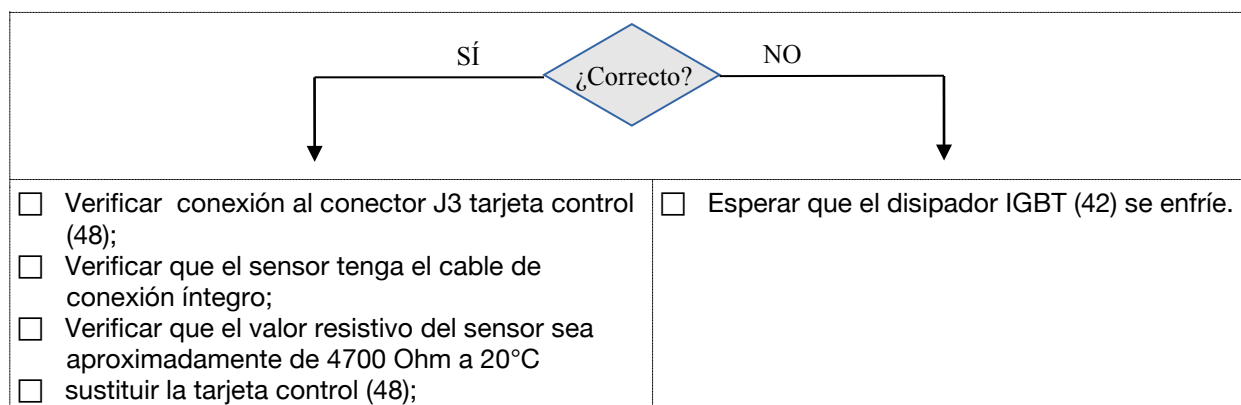 SÍ
¿Correcto?
NO
☐ Verificar conexión al conector J3 tarjeta control
(48);
☐ Verificar que el sensor tenga el cable de
conexión íntegro;
☐ Verificar que el valor resistivo del sensor sea
aproximadamente de 4700 Ohm a 20°C
☐ sustituir la tarjeta control (48);
☐ Esperar que el disipador IGBT (42) se enfríe.